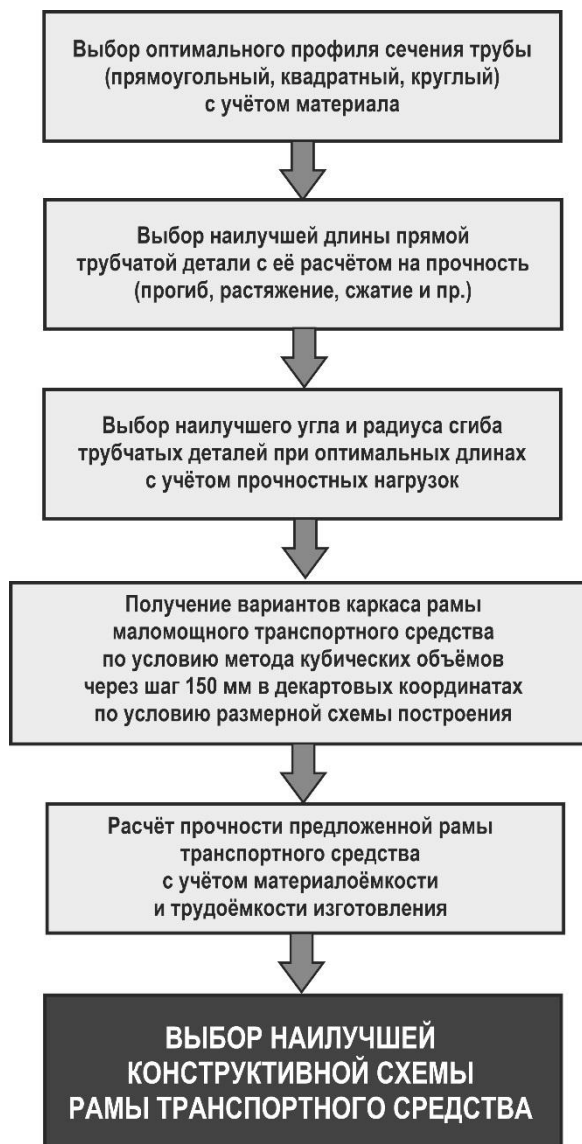 Выбор оптимального профиля сечения трубы
(прямоугольный, квадратный, круглый)
с учётом материала
Выбор наилучшей длины прямой
трубчатой детали с её расчётом на прочность
(прогиб, растяжение, сжатие и пр.)
Выбор наилучшего угла и радиуса сгиба
трубчатых деталей при оптимальных длинах
с учётом прочностных нагрузок
Получение вариантов каркаса рамы
маломощного транспортного средства
по условию метода кубических объёмов
через шаг 150 мм в декартовых координатах
по условию размерной схемы построения
Расчёт прочности предложенной рамы
транспортного средства
с учётом материалоёмкости
и трудоёмкости изготовления
ВЫБОР НАИЛУЧШЕЙ
КОНСТРУКТИВНОЙ СХЕМЫ
РАМЫ ТРАНСПОРТНОГО СРЕДСТВА